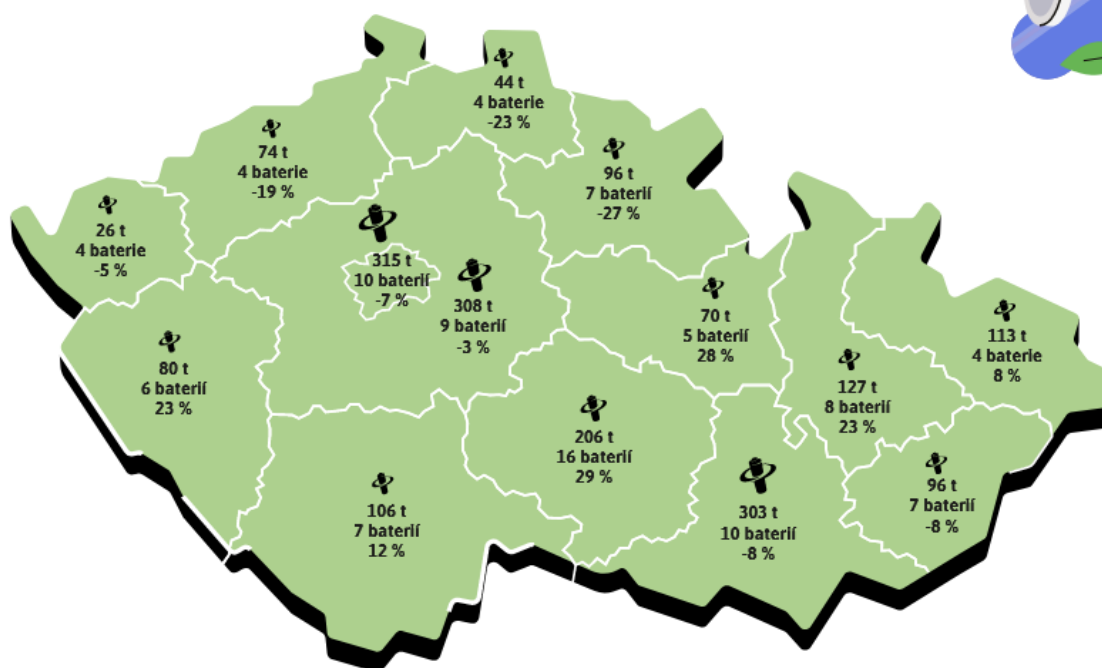 44 t
4 baterie
-23 %
74 t
4 baterie
-19 %
96 t
7 baterií
-27 %
26 t
4 baterie
-5 %
315 t
10 baterií
-7 %
308 t
9 baterií
-3 %
70 t
5 baterií
28 %
113 t
4 baterie
8 %
80 t
6 baterií
23 %
127 t
8 baterií
23 %
206 t
16 baterií
29 %
96 t
7 baterií
-8 %
106 t
7 baterií
12 %
303 t
10 baterií
-8 %